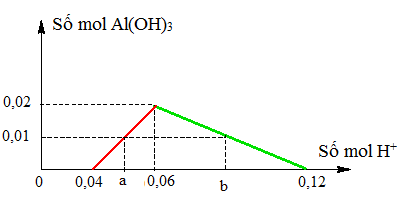 Số mol Al(OH)3
0,02
0,01
Số mol H+
0 0,04 a 0,06 b 0,12